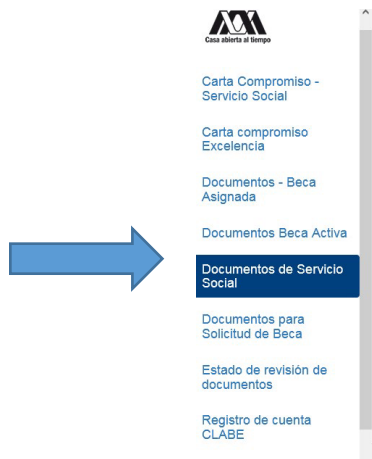 Casa abierta al tiempo
Carta Compromiso -
Servicio Social
Carta compromiso
Excelencia
Documentos - Beca
Asignada
Documentos Beca Activa
Documentos de Servicio
Social
Documentos para
Solicitud de Beca
Estado de revisión de
documentos
Registro de cuenta
CLABE